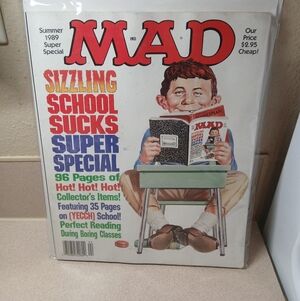 Summer
1989
Super
Special
MAD
IND
Our
Price
$2.95
Cheap!
SIZZLING
SCHOOL
SUCKS
SUPER
SPECIAL
96 Pages of
Hot! Hot! Hot!
Collector's Items!
Featuring 35 Pages
on (YECCH) School!
Perfect Reading
During Boring Classes
MAD